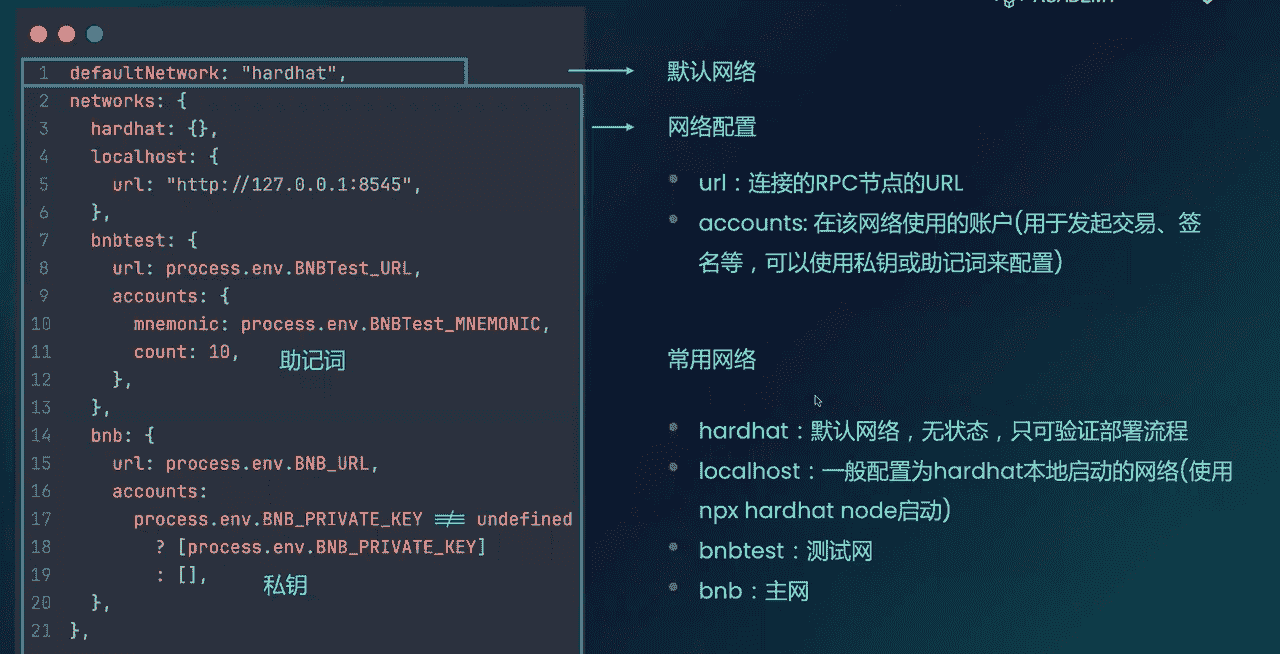 ACADEMY
1 defaultNetwork: "hardhat",
2 networks: {
3 hardhat: {},
4 localhost: {
5 url: "http://127.0.0.1:8545",
6 },
7 bnbtest: {
8 url: process.env.BNBTest_URL,
9 accounts: {
10 mnemonic: process.env.BNBTest_MNEMONIC,
11 count: 10,
助记词
12 },
13 },
14 bnb: {
15 url: process.env.BNB_URL,
16 accounts:
17 process.env.BNB_PRIVATE_KEY !== undefined
18 ? [process.env.BNB_PRIVATE_KEY]
19 : [],
私钥
20 },
21 },
默认网络
网络配置
url：连接的RPC节点的URL
accounts: 在该网络使用的账户(用于发起交易、签
名等，可以使用私钥或助记词来配置)
常用网络
hardhat：默认网络，无状态，只可验证部署流程
localhost：一般配置为hardhat本地启动的网络(使用
npx hardhat node启动)
bnbtest：测试网
bnb：主网